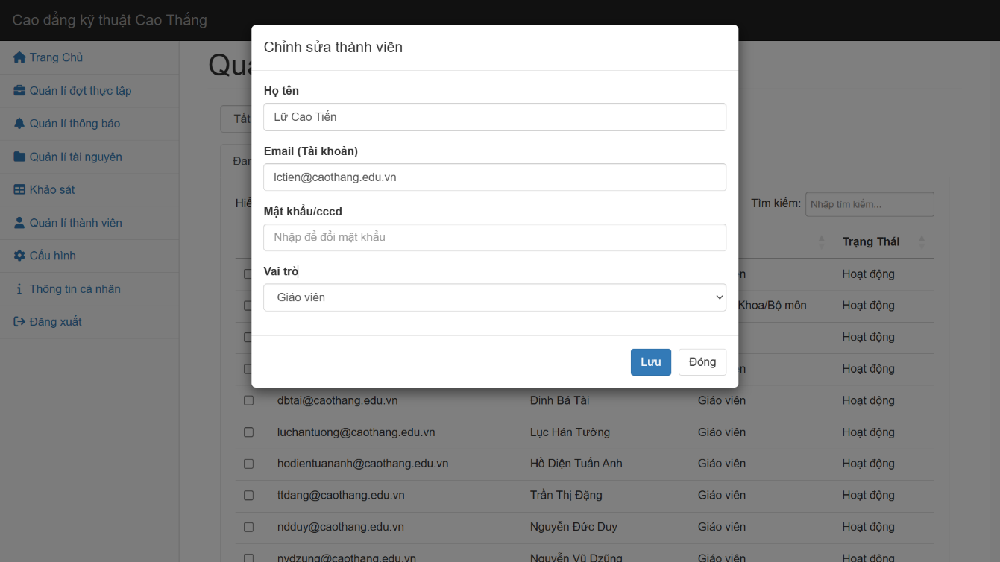 Cao đẳng kỹ thuật Cao Thắng
Trang Chủ
Quản lí đợt thực tập
Quản lí thông báo
Quản lí tài nguyên
Khảo sát
Quản lí thành viên
Cấu hình
Thông tin cá nhân
Đăng xuất
Chỉnh sửa thành viên
Họ tên
Lữ Cao Tiến
Email (Tài khoản)
lctien@caothang.edu.vn
Mật khẩu/cccd
Nhập để đổi mật khẩu
Vai trò
Giáo viên
Lưu Đóng
Tìm kiếm: Nhập tìm kiếm...
Trạng Thái
Hoạt động
Khoa/Bộ môn Hoạt động
Hoạt động
Hoạt động
dbtai@caothang.edu.vn Đinh Bá Tài Giáo viên Hoạt động
luchantuong@caothang.edu.vn Lục Hán Tường Giáo viên Hoạt động
hodientuananh@caothang.edu.vn Hồ Diện Tuấn Anh Giáo viên Hoạt động
ttdang@caothang.edu.vn Trần Thị Đặng Giáo viên Hoạt động
ndduy@caothang.edu.vn Nguyễn Đức Duy Giáo viên Hoạt động
nvdzung@caothang.edu.vn Nguyễn Vũ Dzũng Giáo viên Hoạt động